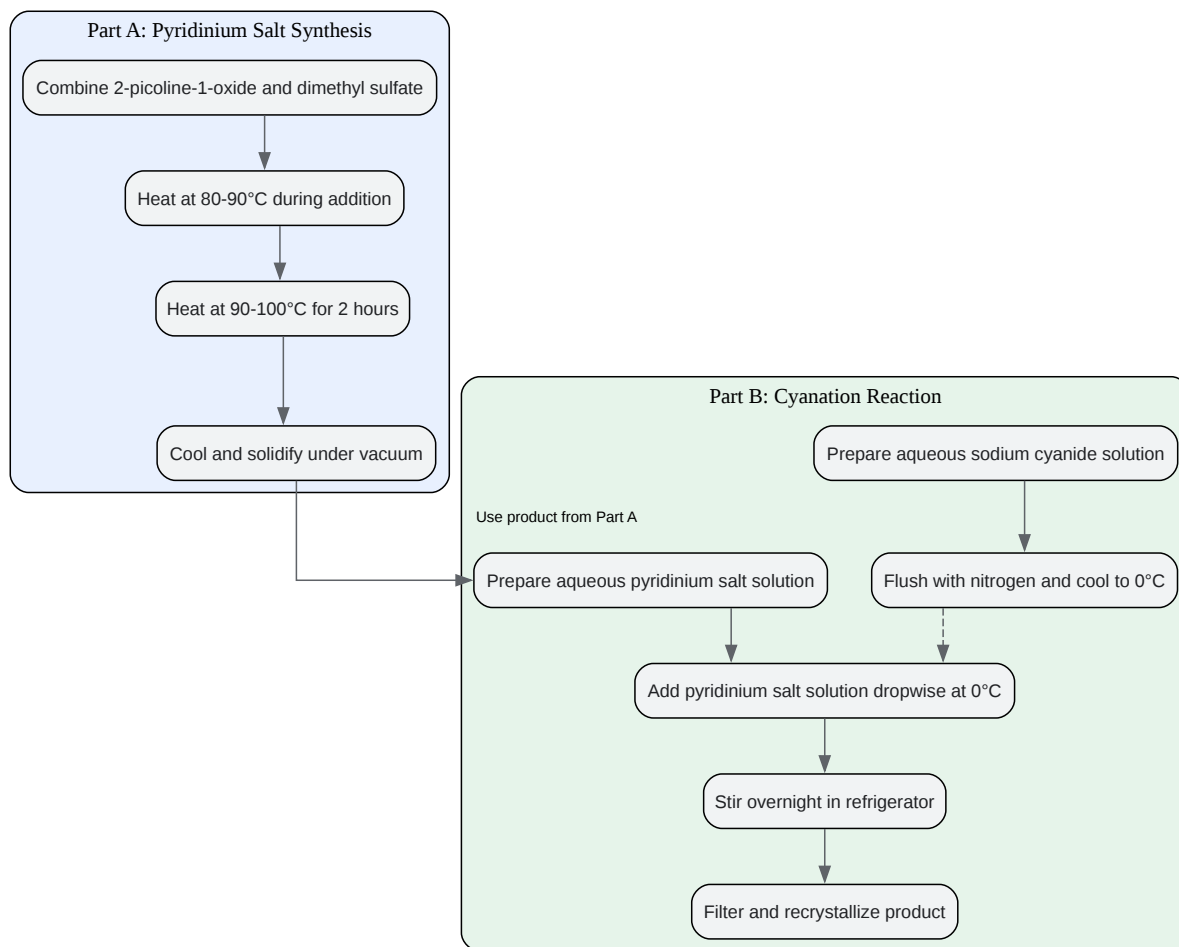 Part A: Pyridinium Salt Synthesis
Combine 2-picoline-1-oxide and dimethyl sulfate
Heat at 80-90°C during addition
Heat at 90-100°C for 2 hours
Cool and solidify under vacuum
Part B: Cyanation Reaction
Prepare aqueous sodium cyanide solution
Use product from Part A
Prepare aqueous pyridinium salt solution
Flush with nitrogen and cool to 0°C
Add pyridinium salt solution dropwise at 0°C
Stir overnight in refrigerator
Filter and recrystallize product